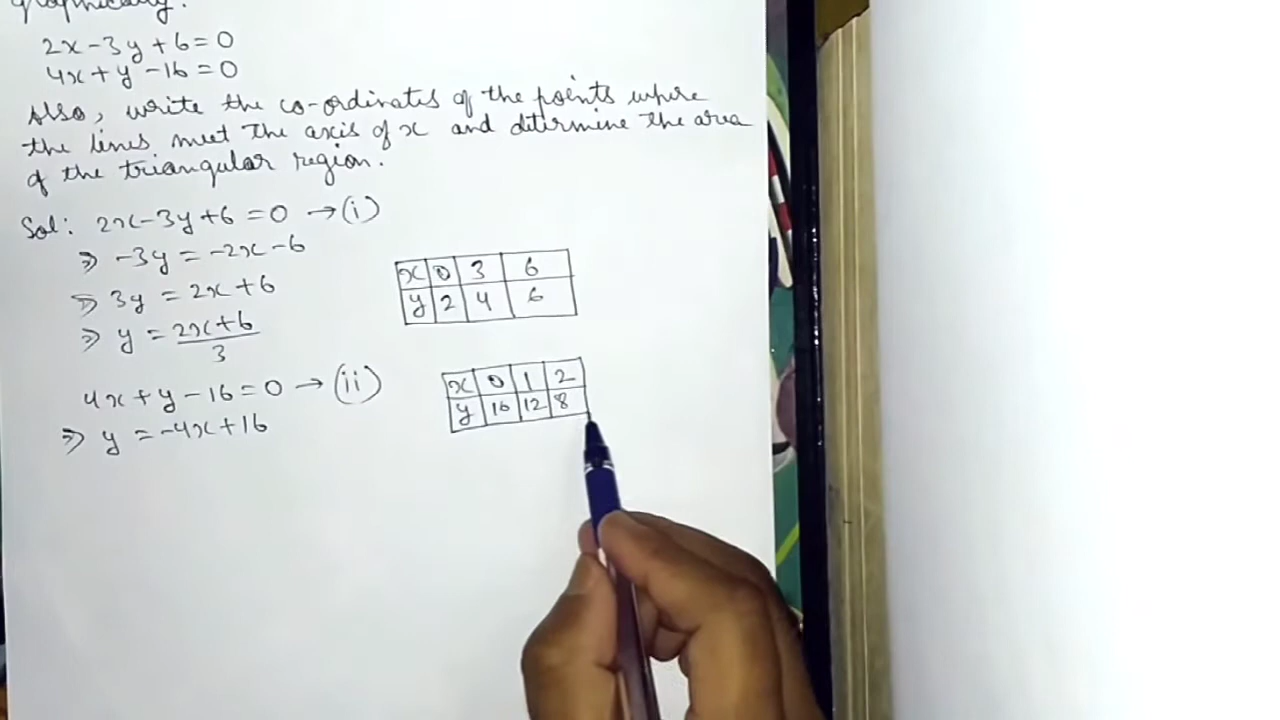 graphically.
2x-3y+6=0
4x+y-16=0
Also, write the co-ordinates of the points where
the lines meet the axis of x and ditirmine the area
of the triangular region.
Sol: 2x-3y+6=0 →(i)
⇒ -3y = -2x-6
⇒ 3y = 2x+6
⇒ y = 2x+6/3
x 0 3 6
y 2 4 6
4x+y-16=0 →(ii)
⇒ y = -4x+16
x 0 1 2
y 16 12 8